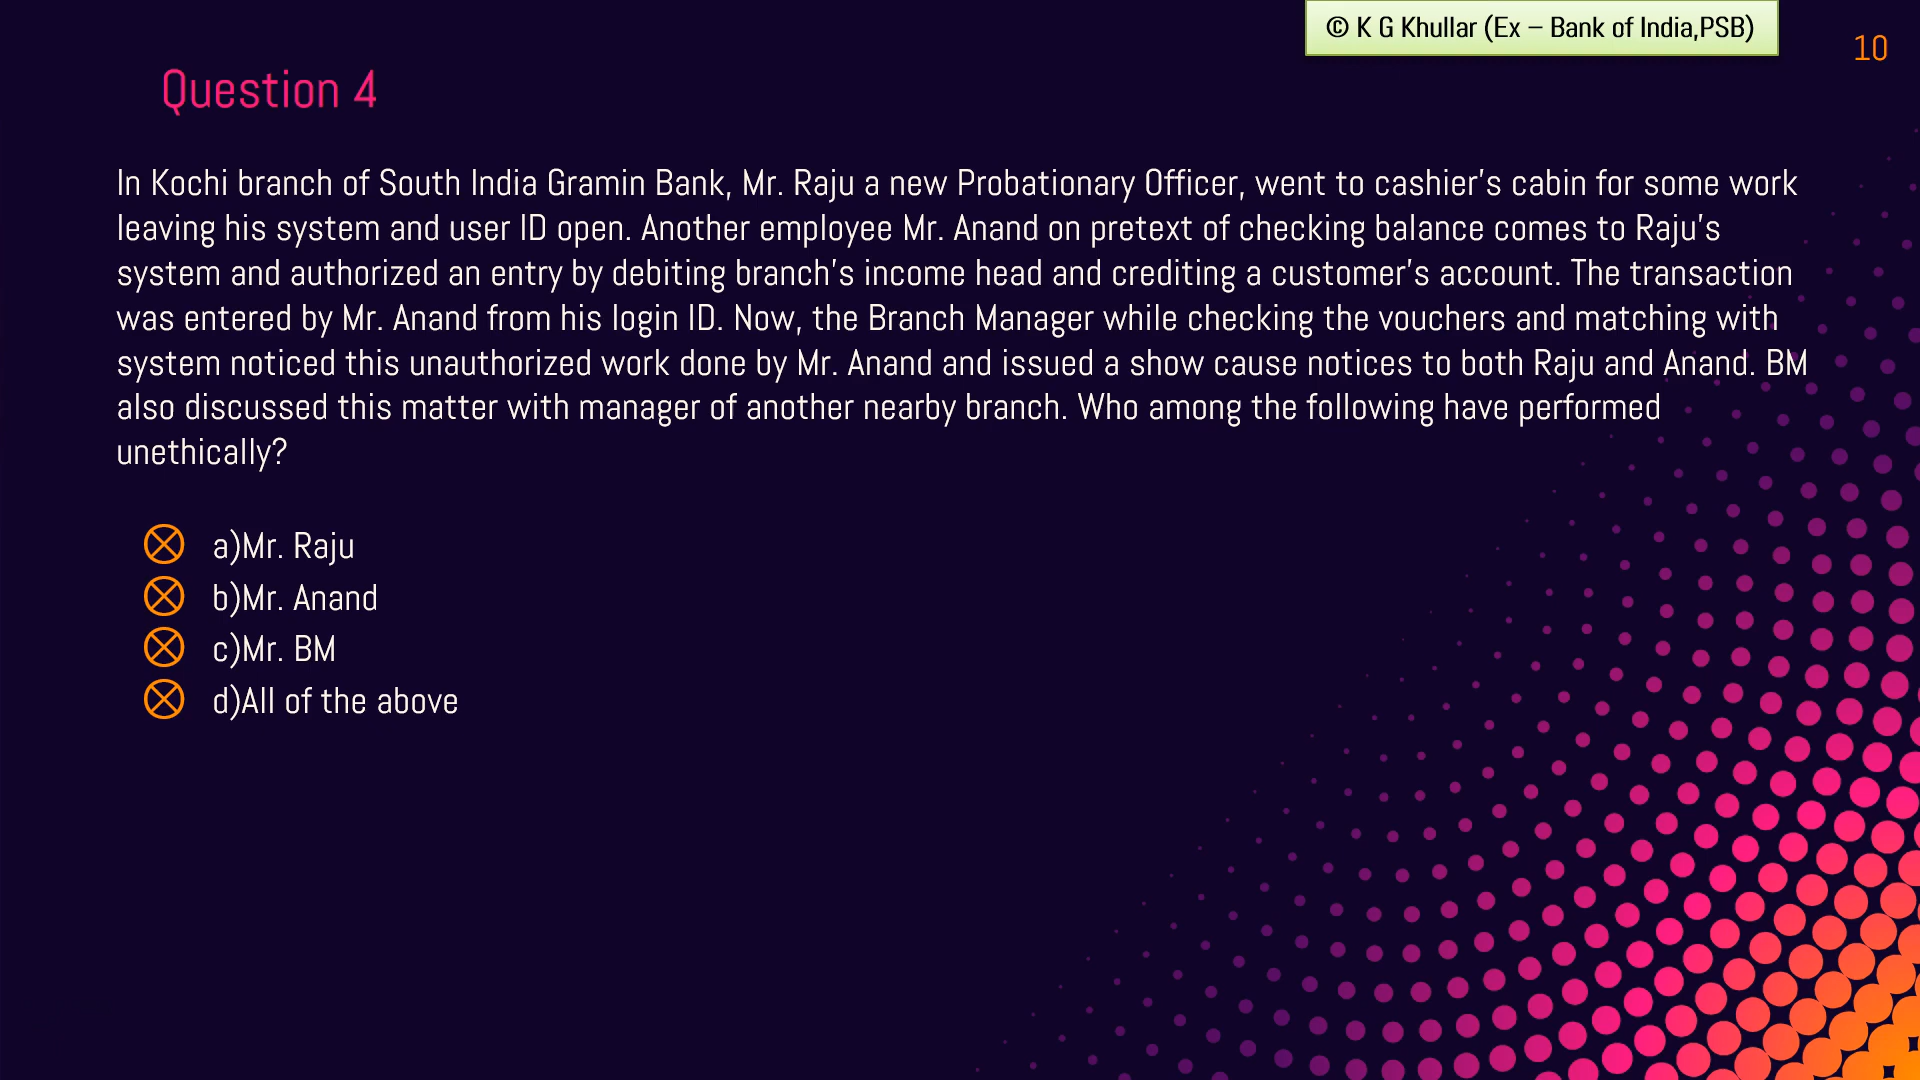 © K G Khullar (Ex – Bank of India,PSB)
10
Question 4
In Kochi branch of South India Gramin Bank, Mr. Raju a new Probationary Officer, went to cashier's cabin for some work
leaving his system and user ID open. Another employee Mr. Anand on pretext of checking balance comes to Raju's
system and authorized an entry by debiting branch's income head and crediting a customer's account. The transaction
was entered by Mr. Anand from his login ID. Now, the Branch Manager while checking the vouchers and matching with
system noticed this unauthorized work done by Mr. Anand and issued a show cause notices to both Raju and Anand. BM
also discussed this matter with manager of another nearby branch. Who among the following have performed
unethically?
a)Mr. Raju
b)Mr. Anand
c)Mr. BM
d)All of the above